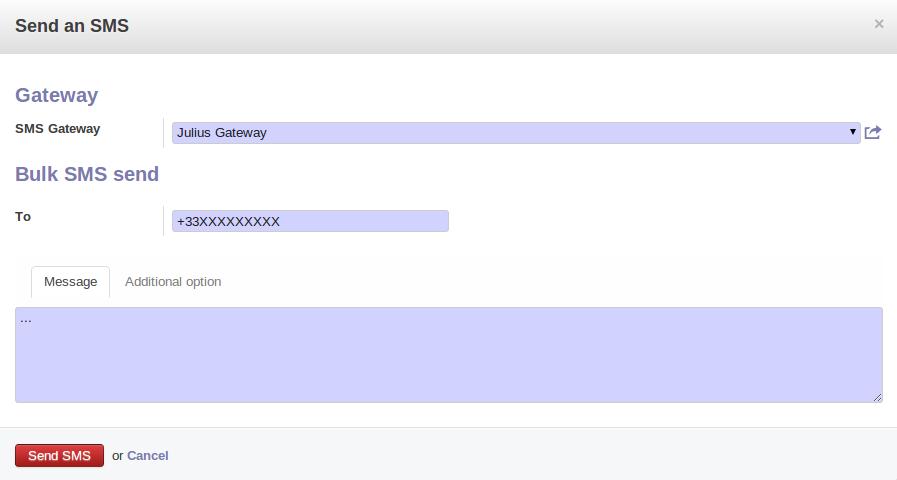 Send an SMS ×
Gateway
SMS Gateway Julius Gateway
Bulk SMS send
To +33XXXXXXXXX
Message Additional option
...
Send SMS or Cancel